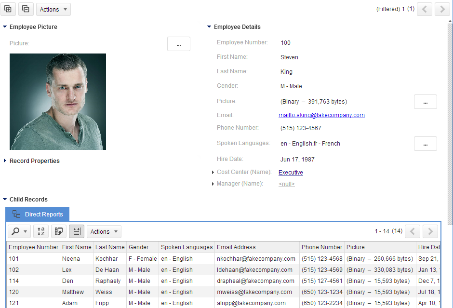 Actions
(Filtered) 1 (1)
Employee Picture
Picture
...
Record Properties
Employee Details
Employee Number: 100
First Name: Steven
Last Name: King
Gender: M - Male
Picture (Binary — 391,763 bytes) ...
Email mailto:sking@fakecompany.com
Phone Number: (515) 123-4567
Spoken Languages: en - English,fr - French ...
Hire Date: Jun 17, 1987
Cost Center (Name): Executive
Manager (Name): <null>
Child Records
Direct Reports
Actions 1 - 14 (14)
Employee Number First Name Last Name Gender Spoken Languages Email Address Phone Number Picture Hire Dat
101 Neena Kochhar F - Female en - English nkochhar@fakecompany.com (515) 123-4568 (Binary — 260,665 bytes) Sep 21,
102 Lex De Haan M - Male en - English ldehaan@fakecompany.com (515) 123-4569 (Binary — 330,083 bytes) Jan 13,
114 Den Raphaely M - Male en - English draphael@fakecompany.com (515) 127-4561 (Binary — 15,593 bytes) Dec 7, 1
120 Matthew Weiss M - Male en - English mweiss@fakecompany.com (650) 123-1234 (Binary — 15,593 bytes) Jul 18, 1
121 Adam Fripp M - Male en - English afripp@fakecompany.com (650) 123-2234 (Binary — 15,593 bytes) Apr 10,